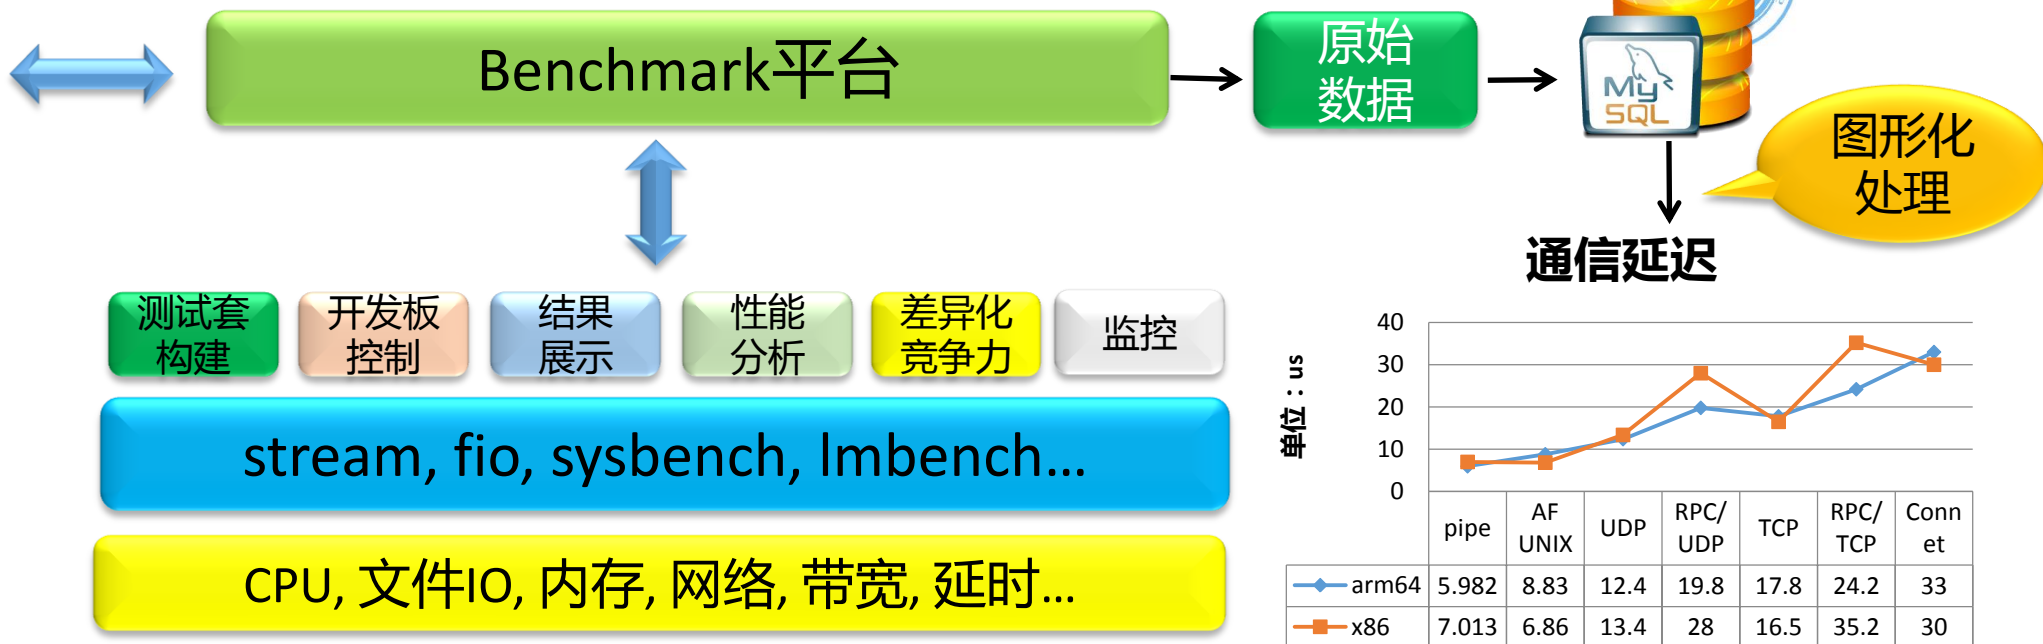 Benchmark平台
原始
数据
My
SQL
图形化
处理
测试套
构建
开发板
控制
结果
展示
性能
分析
差异化
竞争力
监控
stream, fio, sysbench, lmbench…
CPU, 文件IO, 内存, 网络, 带宽, 延时…
通信延迟
单位：us
40
30
20
10
0
pipe
AF
UNIX
UDP
RPC/
UDP
TCP
RPC/
TCP
Conn
et
arm64 5.982 8.83 12.4 19.8 17.8 24.2 33
x86 7.013 6.86 13.4 28 16.5 35.2 30